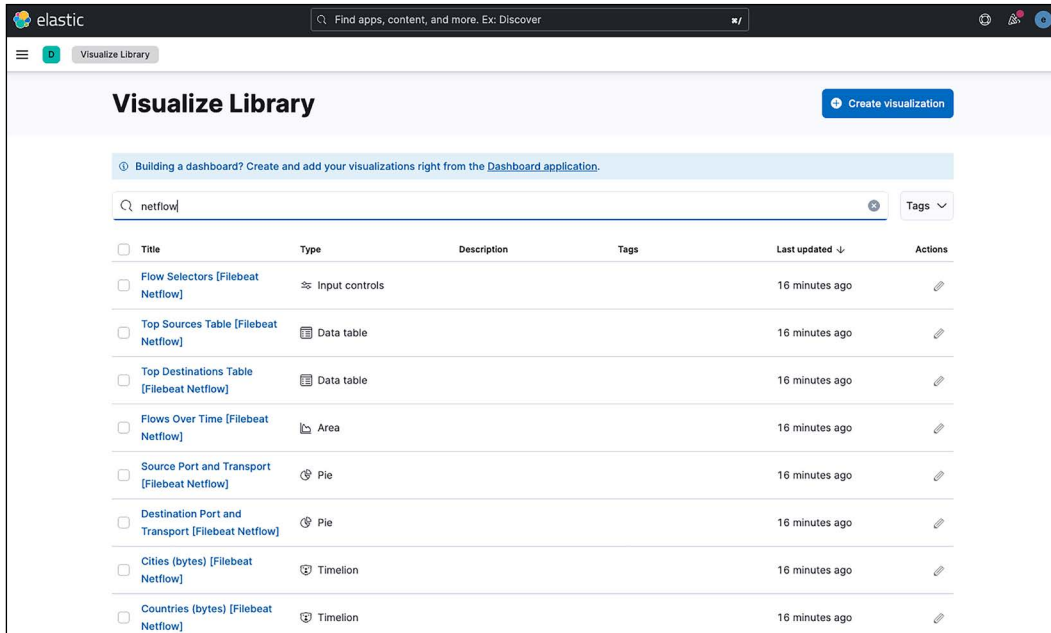 elastic
Find apps, content, and more. Ex: Discover
⌘/
e
D
Visualize Library
Visualize Library
Create visualization
Building a dashboard? Create and add your visualizations right from the Dashboard application.
netflow
Tags
Title Type Description Tags Last updated ↓ Actions
Flow Selectors [Filebeat
Netflow]
Input controls
16 minutes ago
Top Sources Table [Filebeat
Netflow]
Data table
16 minutes ago
Top Destinations Table
[Filebeat Netflow]
Data table
16 minutes ago
Flows Over Time [Filebeat
Netflow]
Area
16 minutes ago
Source Port and Transport
[Filebeat Netflow]
Pie
16 minutes ago
Destination Port and
Transport [Filebeat Netflow]
Pie
16 minutes ago
Cities (bytes) [Filebeat
Netflow]
Timelion
16 minutes ago
Countries (bytes) [Filebeat
Netflow]
Timelion
16 minutes ago